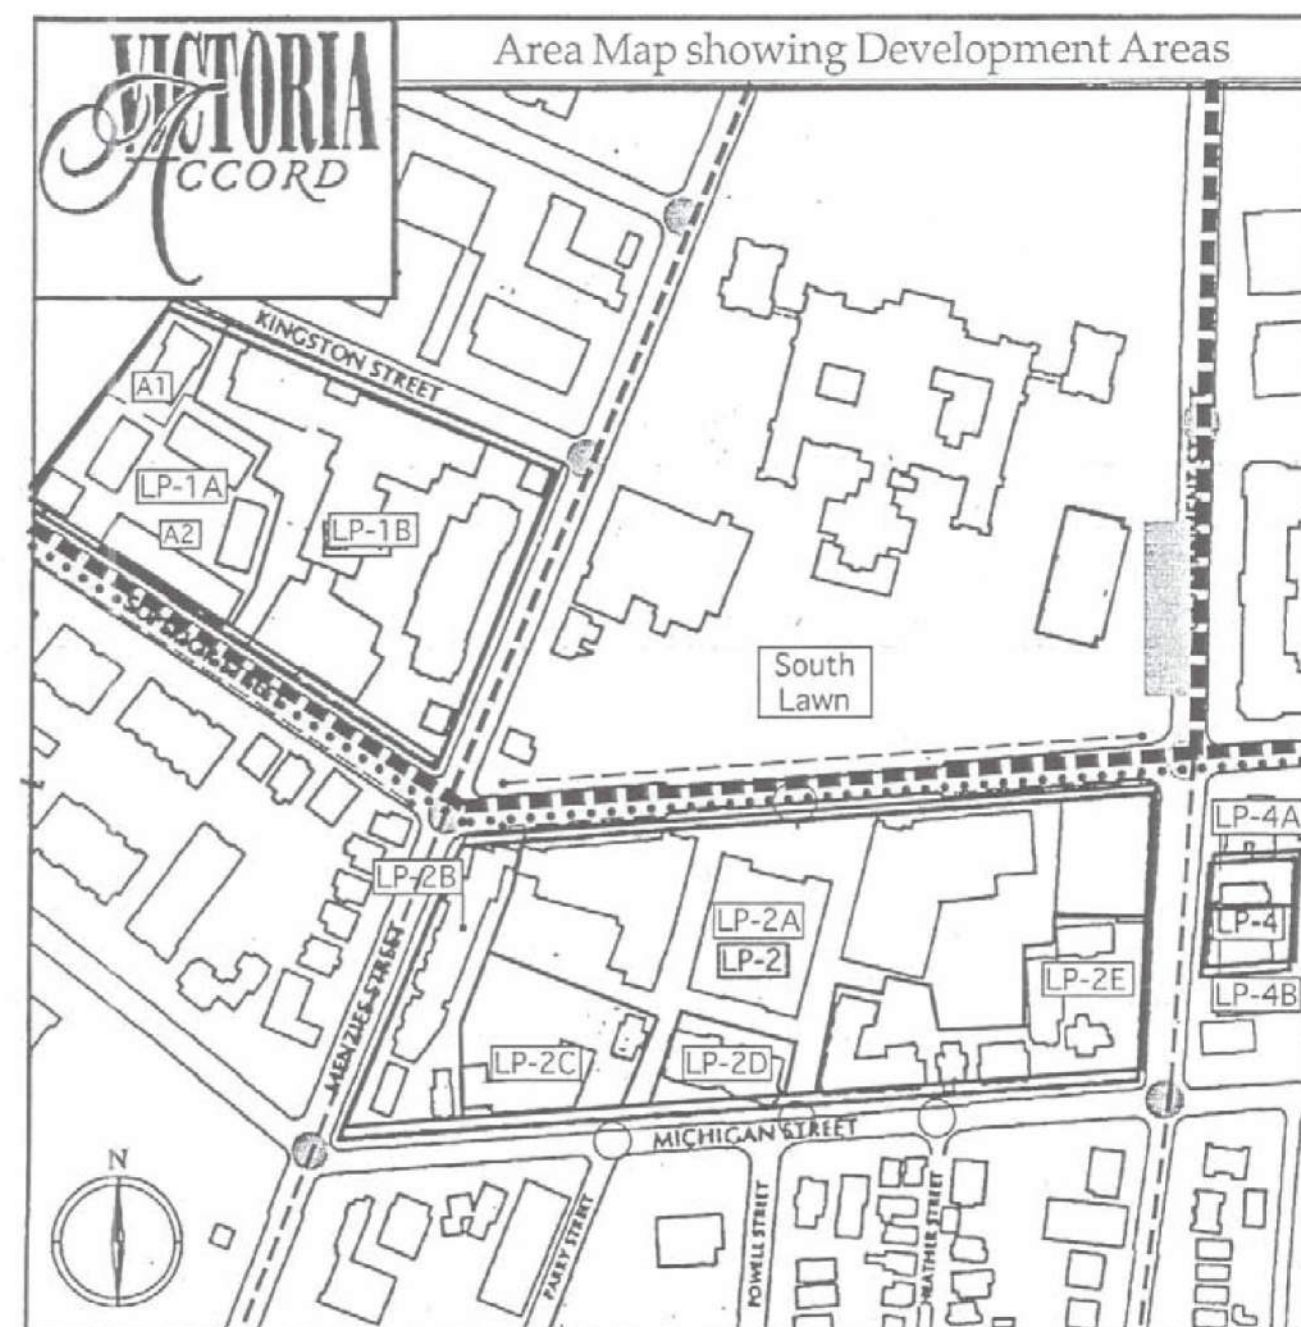 VICTORIA
ACCORD
Area Map showing Development Areas
KINGSTON STREET
A1
LP-1A
A2
LP-1B
South
Lawn
LP-4A
LP-2B
LP-2A
LP-4
LP-2
LP-2E
LP-4B
MENZIES STREET
LP-2C
LP-2D
MICHIGAN STREET
N
PARRY STREET
POWELL STREET
HEATHER STREET